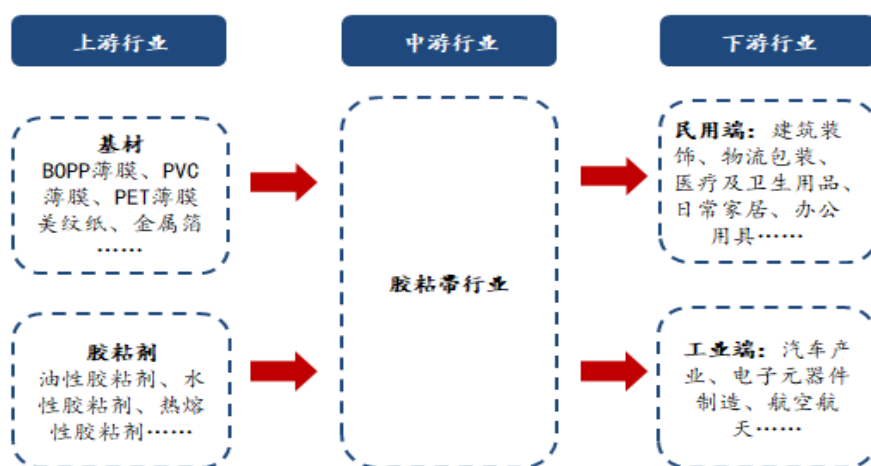 上游行业
中游行业
下游行业
基材
BOPP薄膜、PVC
薄膜、PET薄膜
美纹纸、金属箔
……
胶粘剂
油性胶粘剂、水
性胶粘剂、热熔
性胶粘剂……
胶粘带行业
民用端：建筑装
饰、物流包装、
医疗及卫生用品、
日常家居、办公
用具……
工业端：汽车产
业、电子元器件
制造、航空航
天……